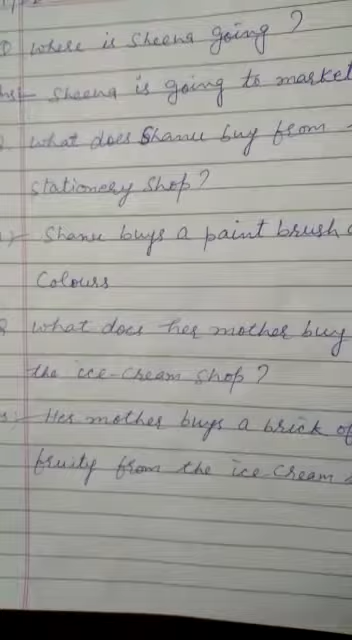 Where is Sheena going ?
Sheena is going to market
What does Shanu buy from
Stationery Shop?
Shanu buys a paint brush
Colours
What does her mother buy
the ice-cream shop?
Her mother buys a brick of
fruity from the ice cream